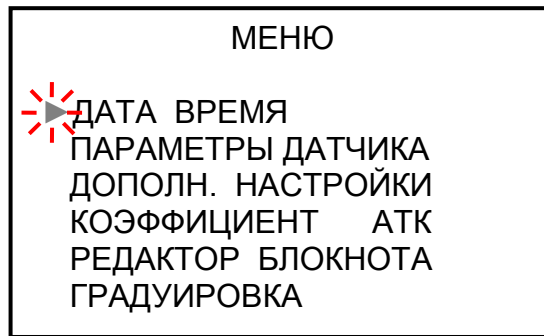 МЕНЮ
ДАТА ВРЕМЯ
ПАРАМЕТРЫ ДАТЧИКА
ДОПОЛН. НАСТРОЙКИ
КОЭФФИЦИЕНТ АТК
РЕДАКТОР БЛОКНОТА
ГРАДУИРОВКА